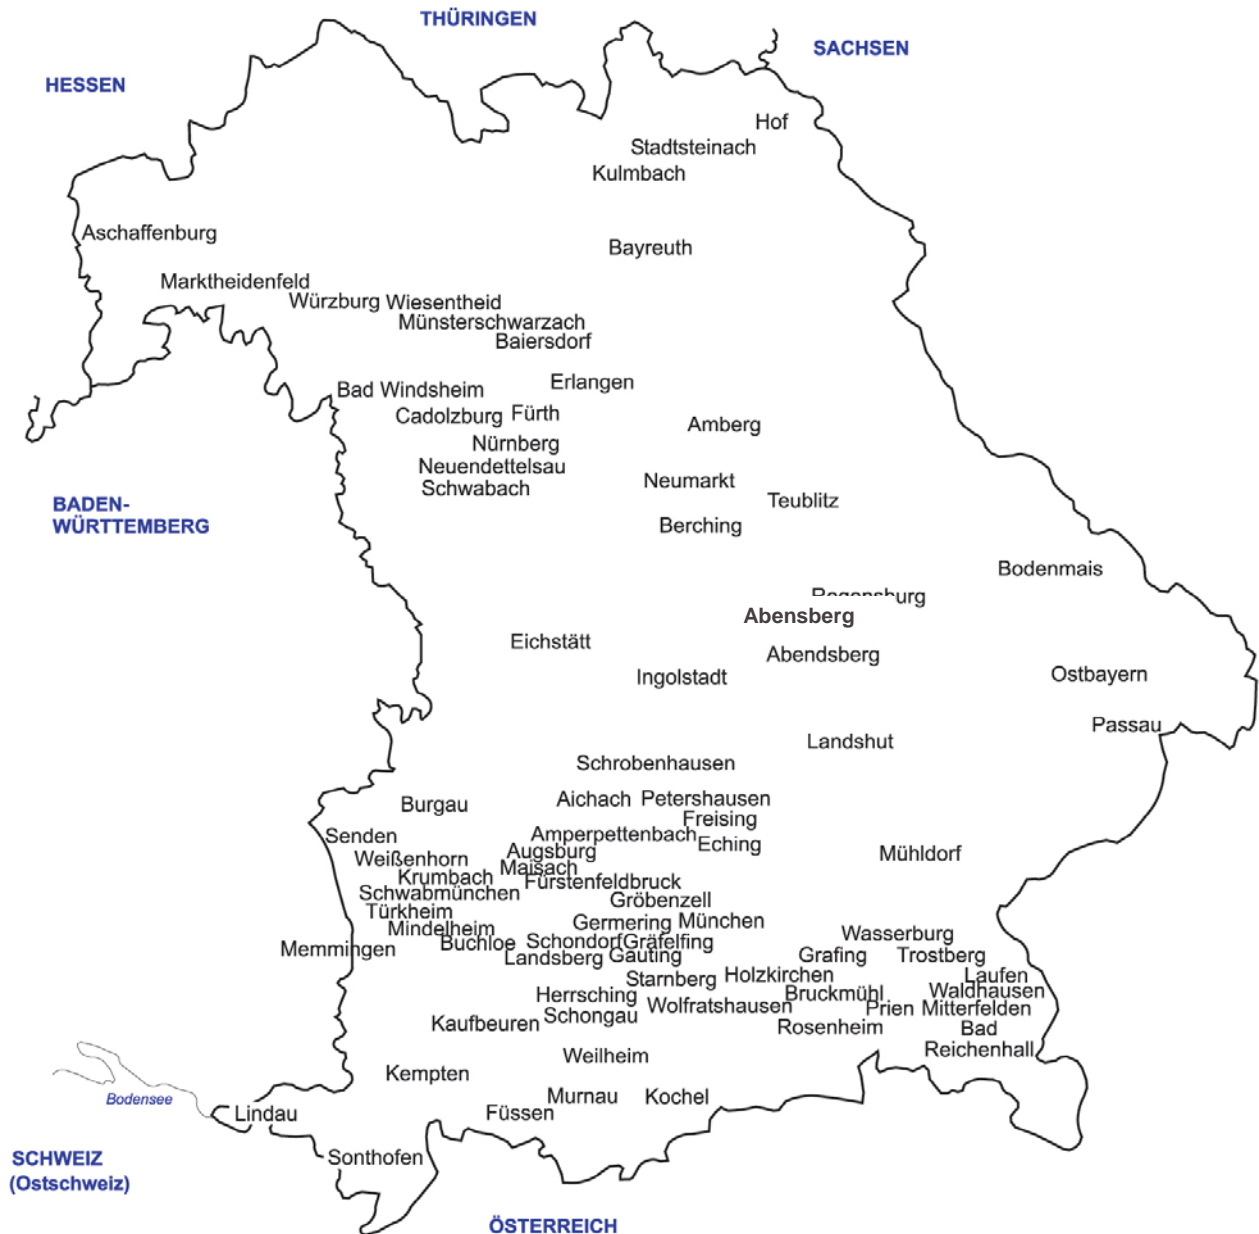 THÜRINGEN
SACHSEN
HESSEN
Hof
Stadtsteinach
Kulmbach
Aschaffenburg
Bayreuth
Marktheidenfeld
Würzburg Wiesentheid
Münsterschwarzach
Baiersdorf
Erlangen
Bad Windsheim
Cadolzburg Fürth
Amberg
Nürnberg
Neuendettelsau
Schwabach
Neumarkt
Teublitz
BADEN-
WÜRTTEMBERG
Berching
Bodenmais
Regensburg
Abensberg
Eichstätt
Abendsberg
Ingolstadt
Ostbayern
Passau
Landshut
Schrobenhausen
Burgau
Aichach Petershausen
Freising
Senden
Amperpettenbach
Eching
Augsburg
Mühldorf
Weißenhorn
Maisach
Krumbach
Fürstenfeldbruck
Schwabmünchen
Gröbenzell
Türkheim
Germering München
Mindelheim
Wasserburg
Buchloe Schondorf Gräfelfing
Memmingen
Landsberg Gauting
Grafing Trostberg
Starnberg Holzkirchen
Laufen
Herrsching
Bruckmühl
Waldhausen
Wolfratshausen
Prien Mitterfelden
Schongau
Kaufbeuren
Rosenheim
Bad
Reichenhall
Weilheim
Kempten
Bodensee
Murnau Kochel
Lindau
Füssen
Sonthofen
SCHWEIZ
(Ostschweiz)
ÖSTERREICH